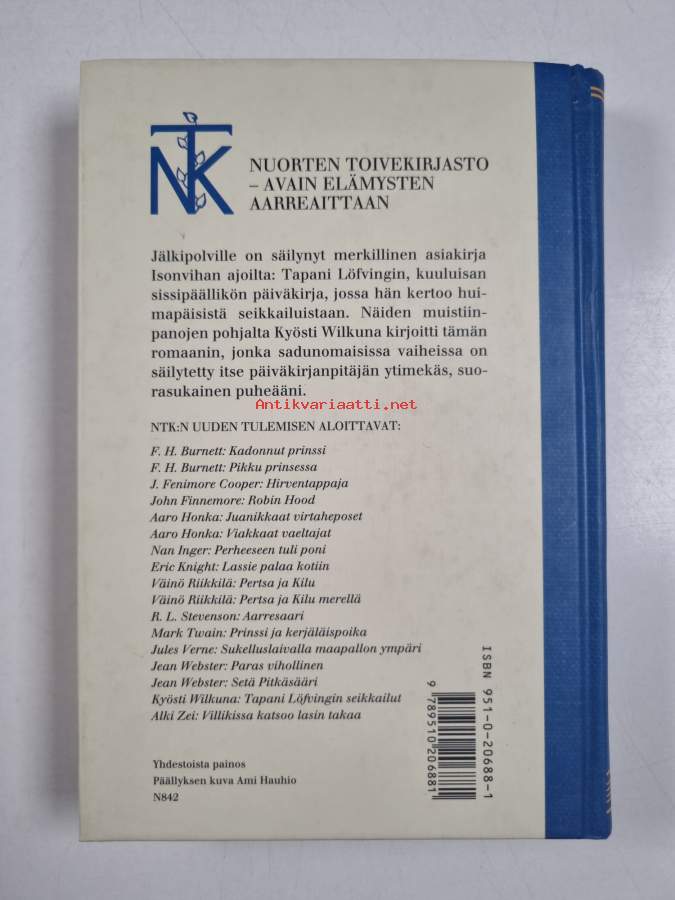 NTK
NUORTEN TOIVEKIRJASTO
– AVAIN ELÄMYSTEN
AARREAITTAAN
Jälkipolville on säilynyt merkillinen asiakirja
Isonvihan ajoilta: Tapani Löfvingin, kuuluisan
sissipäällikön päiväkirja, jossa hän kertoo hui-
mapäisistä seikkailuistaan. Näiden muistiin-
panojen pohjalta Kyösti Wilkuna kirjoitti tämän
romaanin, jonka sadunomaisissa vaiheissa on
säilytetty itse päiväkirjanpitäjän ytimekäs, suo-
rasukainen puheääni.
Antikvariaatti.net
NTK:N UUDEN TULEMISEN ALOITTAVAT:
F. H. Burnett: Kadonnut prinssi
F. H. Burnett: Pikku prinsessa
J. Fenimore Cooper: Hirventappaja
John Finnemore: Robin Hood
Aaro Honka: Juanikkaat virtaheposet
Aaro Honka: Viakkaat vaeltajat
Nan Inger: Perheeseen tuli poni
Eric Knight: Lassie palaa kotiin
Väinö Riikkilä: Pertsa ja Kilu
Väinö Riikkilä: Pertsa ja Kilu merellä
R. L. Stevenson: Aarresaari
Mark Twain: Prinssi ja kerjäläispoika
Jules Verne: Sukelluslaivalla maapallon ympäri
Jean Webster: Paras vihollinen
Jean Webster: Setä Pitkäsääri
Kyösti Wilkuna: Tapani Löfvingin seikkailut
Alki Zei: Villikissa katsoo lasin takaa
Yhdestoista painos
Päällyksen kuva Ami Hauhio
N842
9 789510 206881
ISBN 951-0-20688-1